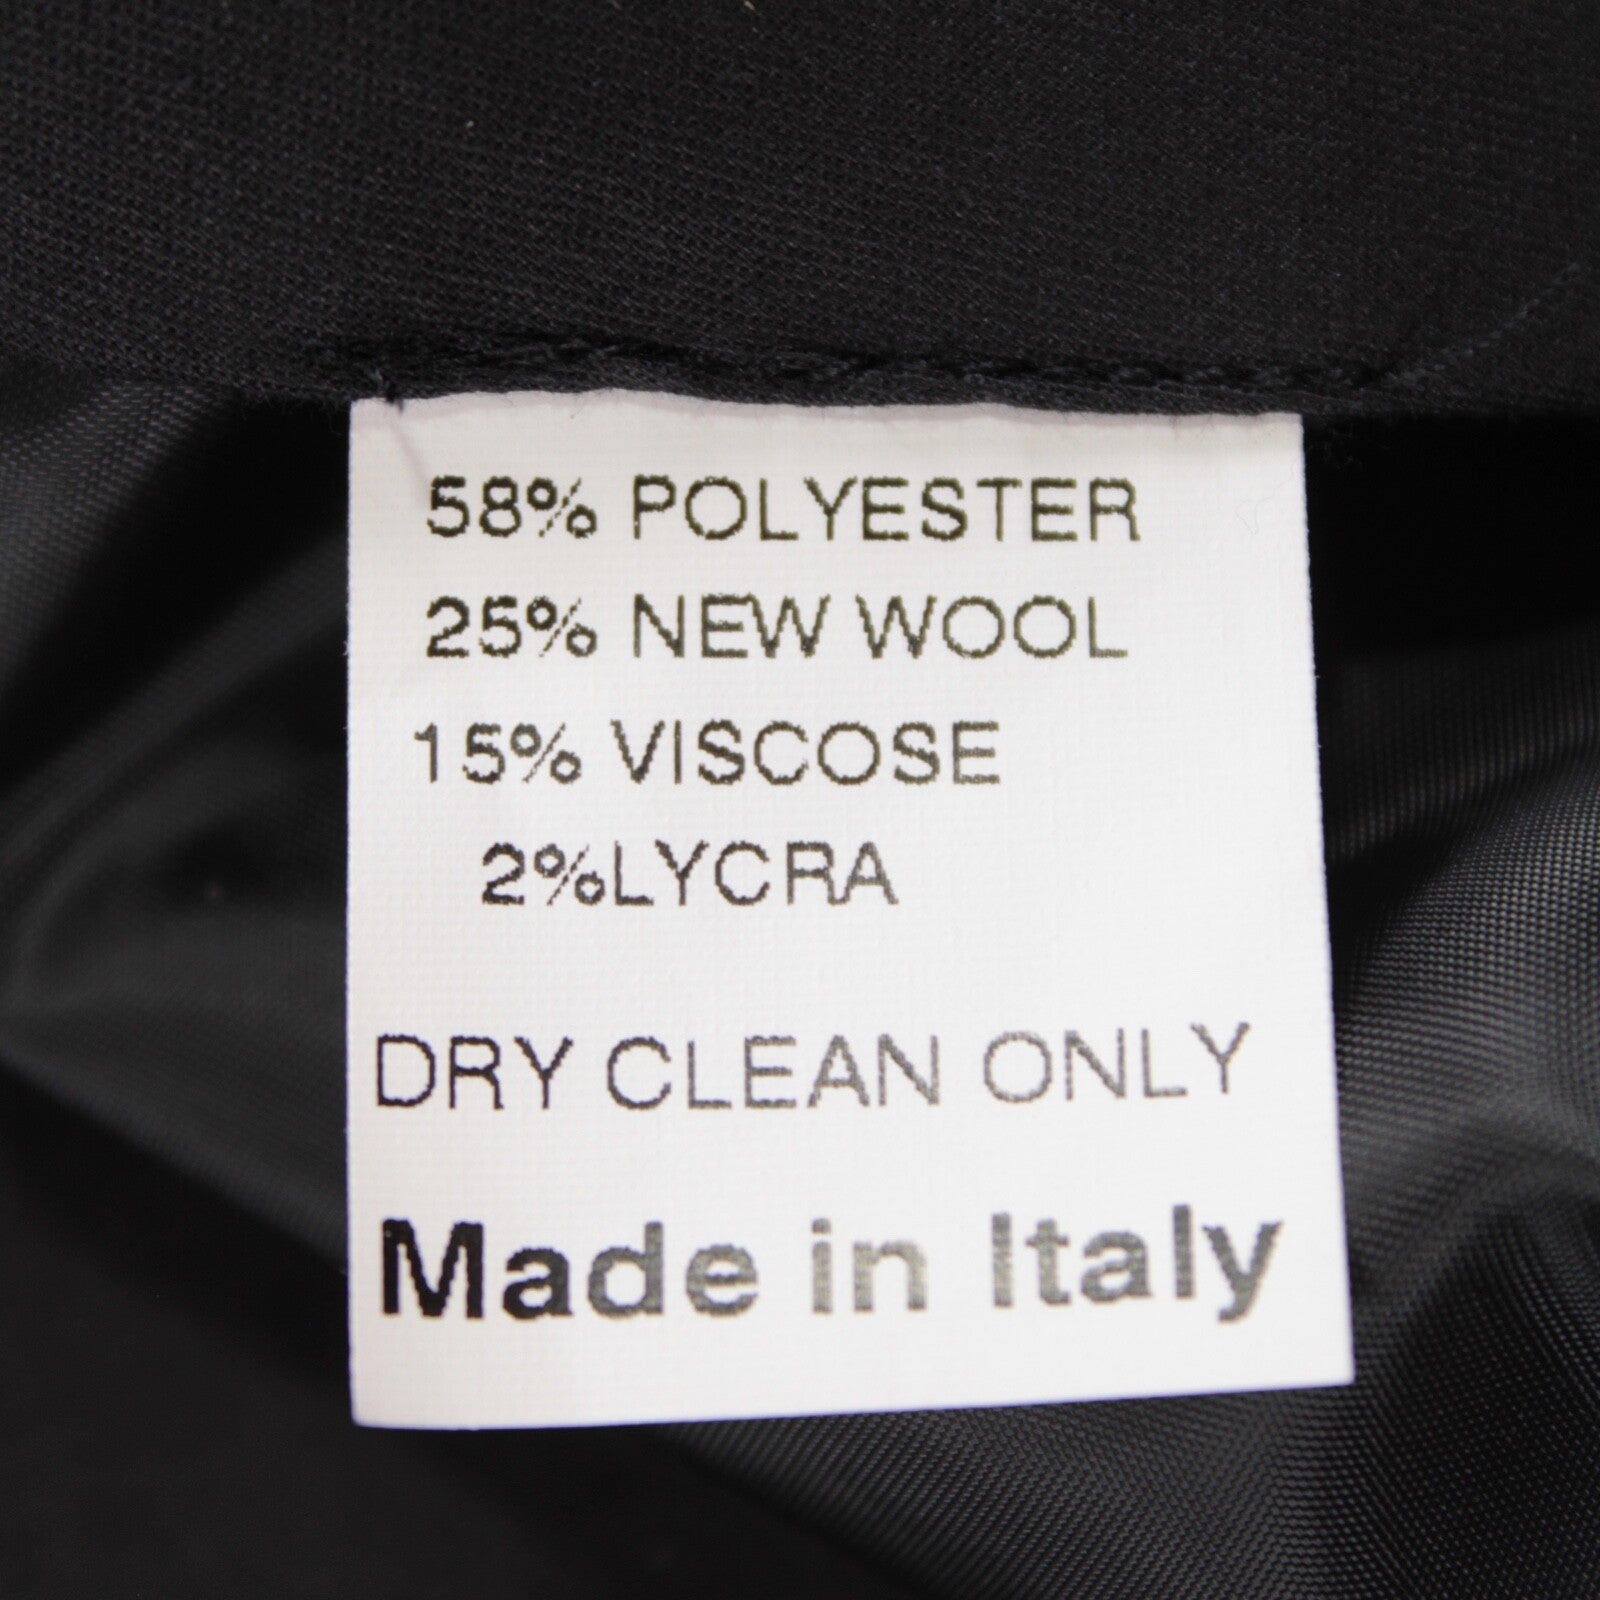 58% POLYESTER
25% NEW WOOL
15% VISCOSE
2%LYCRA
DRY CLEAN ONLY
Made in Italy